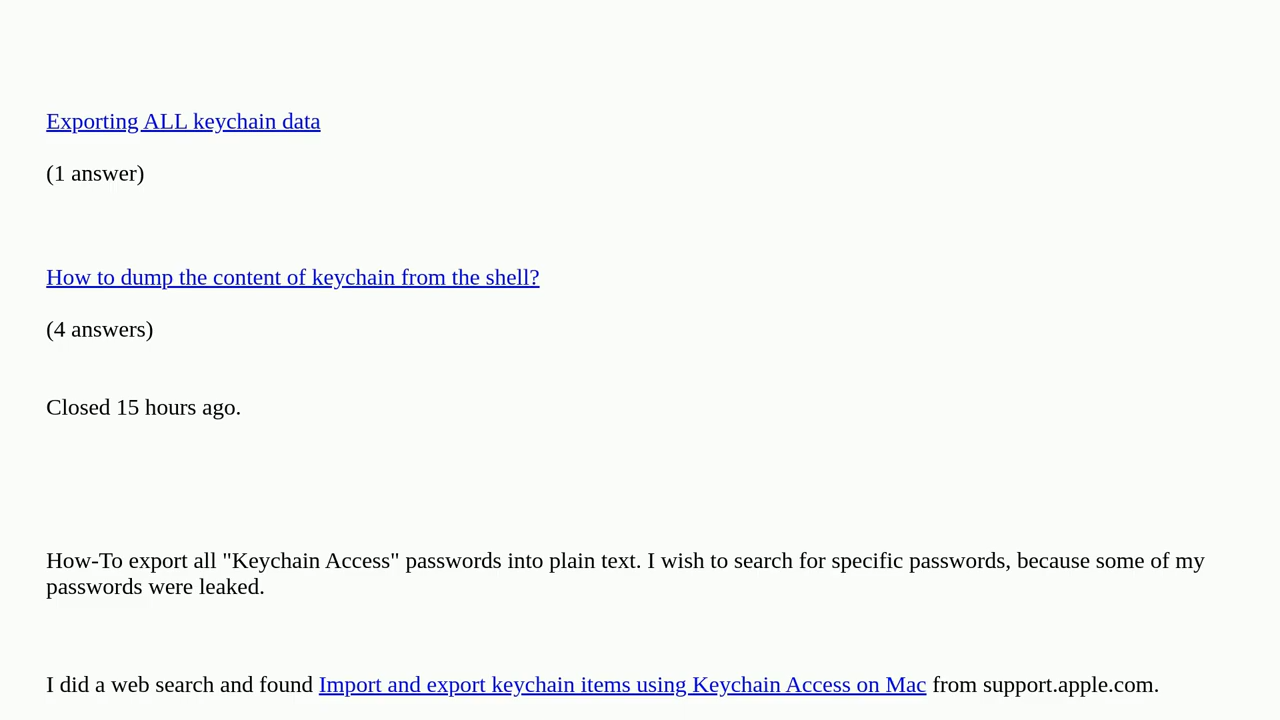 Exporting ALL keychain data
(1 answer)
How to dump the content of keychain from the shell?
(4 answers)
Closed 15 hours ago.
How-To export all "Keychain Access" passwords into plain text. I wish to search for specific passwords, because some of my
passwords were leaked.
I did a web search and found Import and export keychain items using Keychain Access on Mac from support.apple.com.